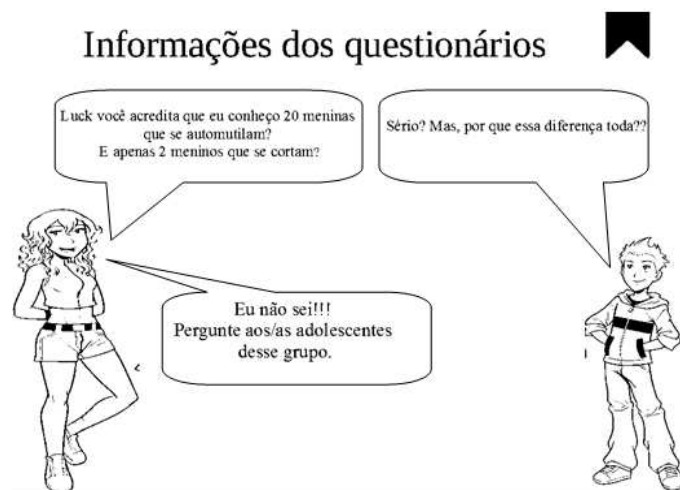 Informações dos questionários
Luck você acredita que eu conheço 20 meninas
que se automutilam?
E apenas 2 meninos que se cortam?
Sério? Mas, por que essa diferença toda??
Eu não sei!!!
Pergunte aos/as adolescentes
desse grupo.